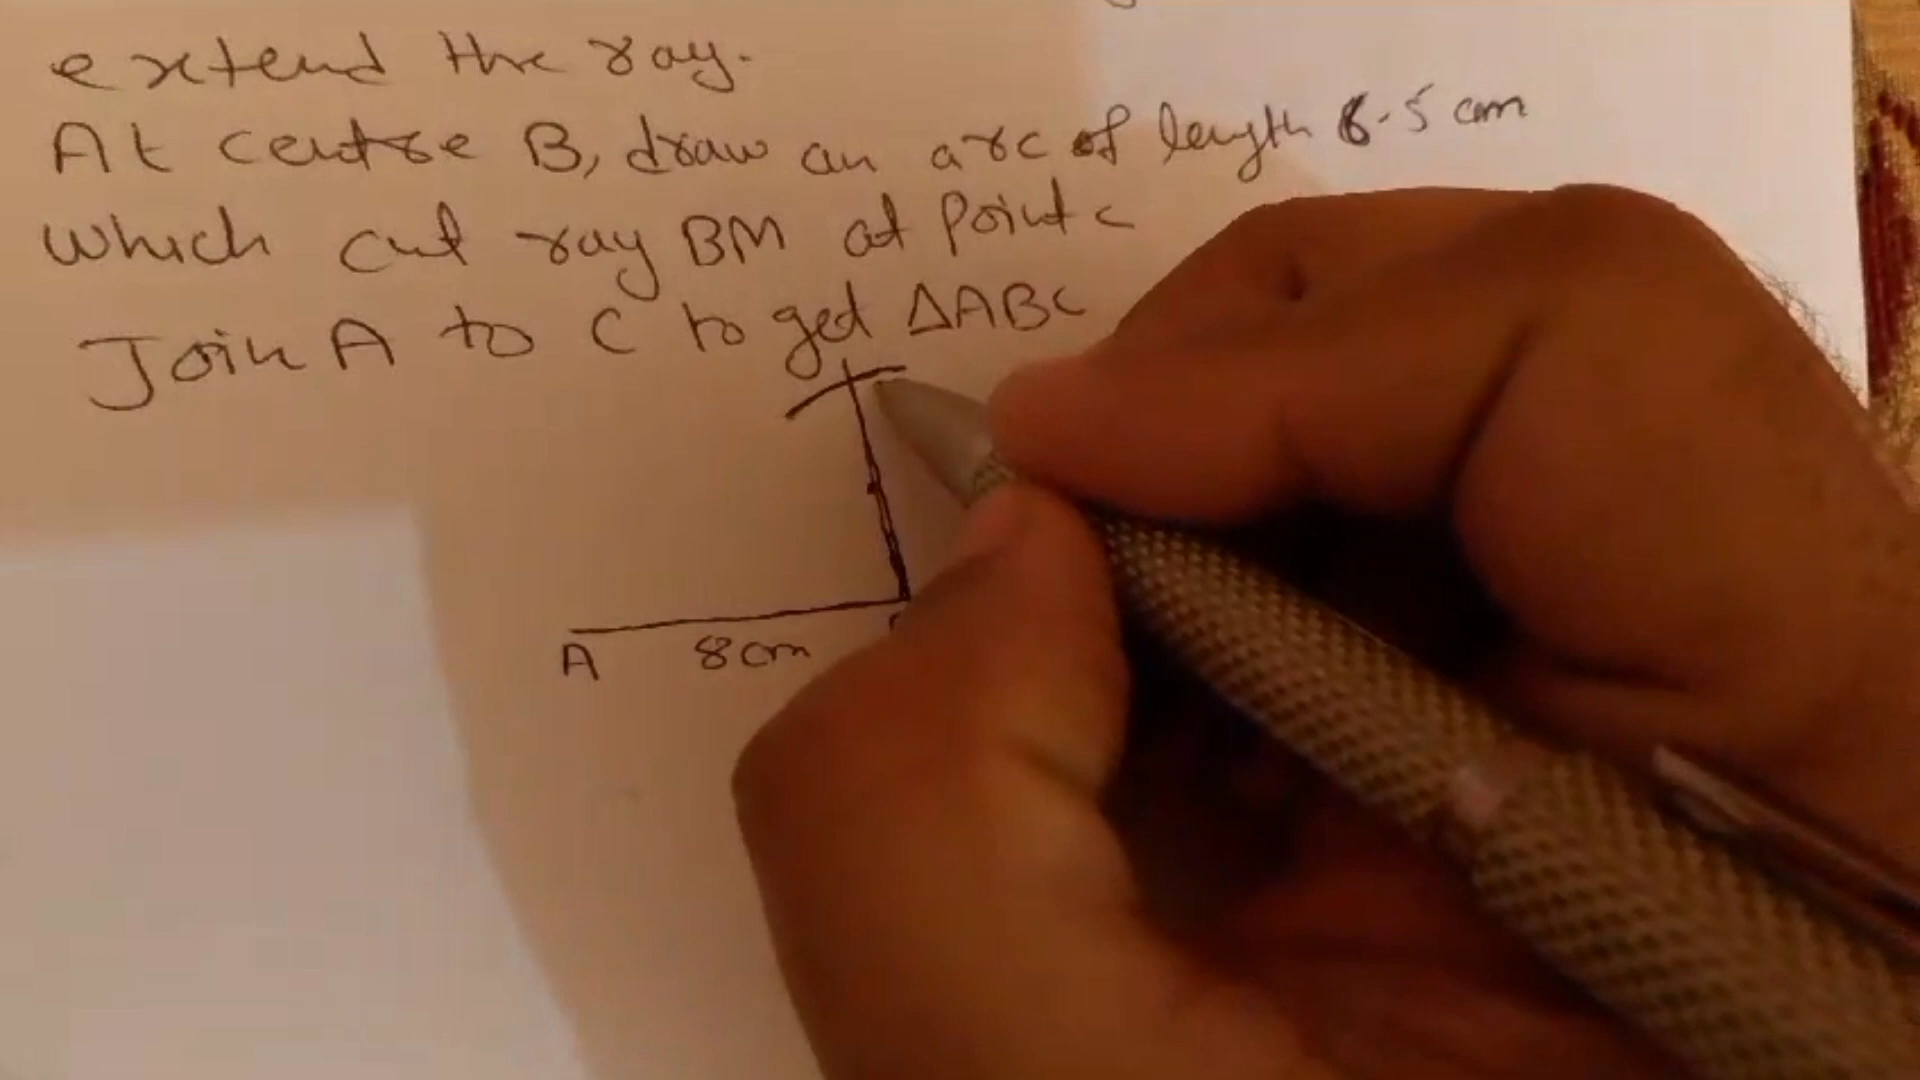 extend the ray.
At centre B, draw an arc of length 6.5 cm
which cut ray BM at point C
Join A to C to get ΔABC
A 8cm